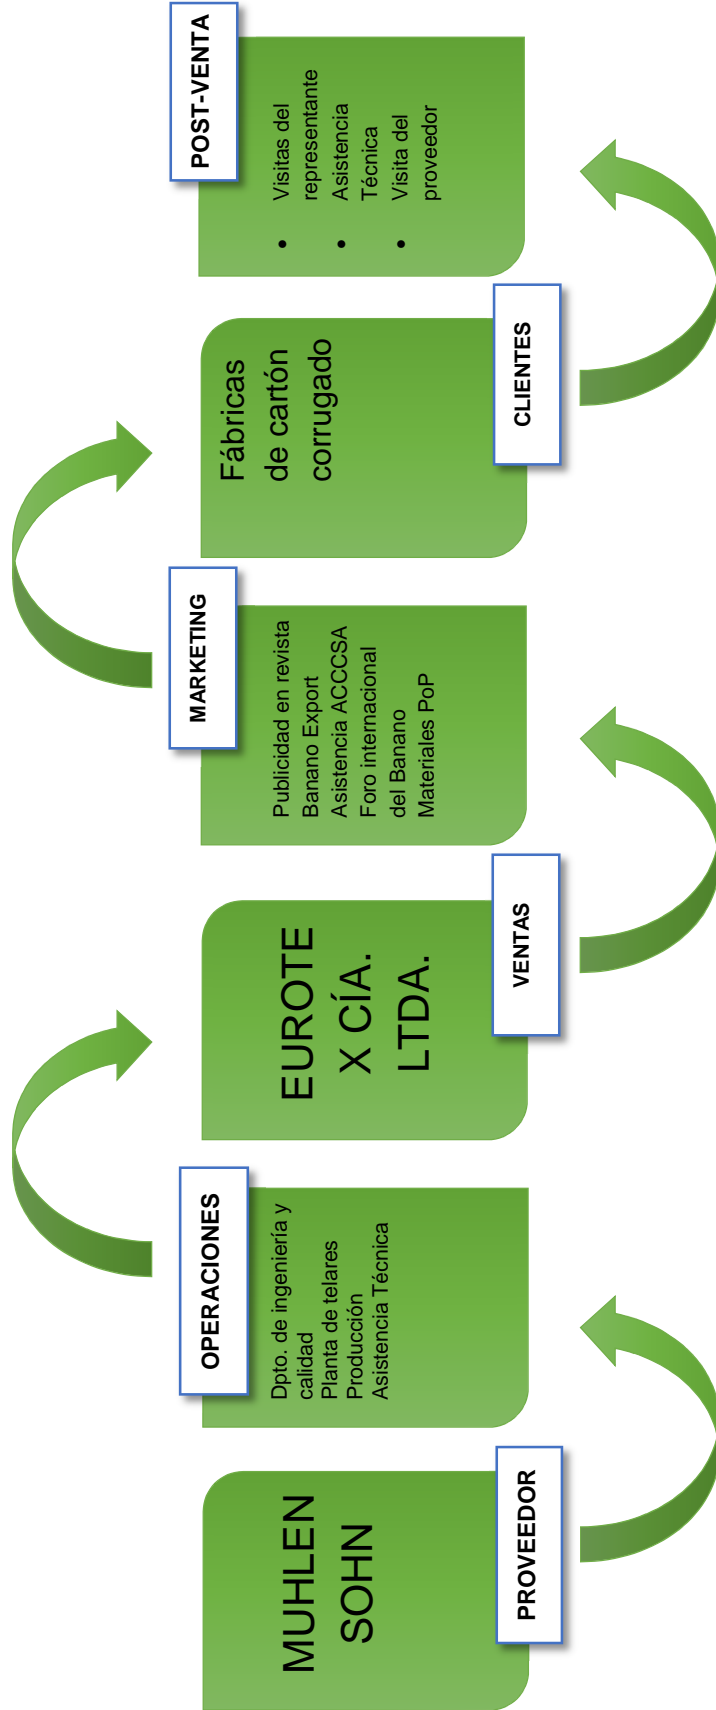 MUHLEN
SOHN
PROVEEDOR
OPERACIONES
Dpto. de ingeniería y
calidad
Planta de telares
Producción
Asistencia Técnica
EUROTE
X CÍA.
LTDA.
VENTAS
MARKETING
Publicidad en revista
Banano Export
Asistencia ACCCSA
Foro internacional
del Banano
Materiales PoP
Fábricas
de cartón
corrugado
CLIENTES
POST-VENTA
• Visitas del
representante
• Asistencia
Técnica
• Visita del
proveedor